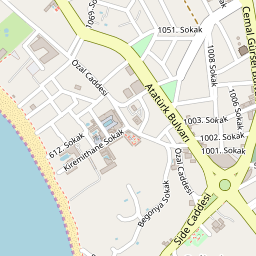 1069. Sokak
1051. Sokak
Cemal Gürsel Bul
Özal Caddesi
1008. Sokak
Atatürk Bulvarı
1006. Sokak
1003. Sokak
612. Sokak
Kiremithane Sokak
1002. Sokak
1001. Sokak
Özal Caddesi
Begonya Sokak
Side Caddesi